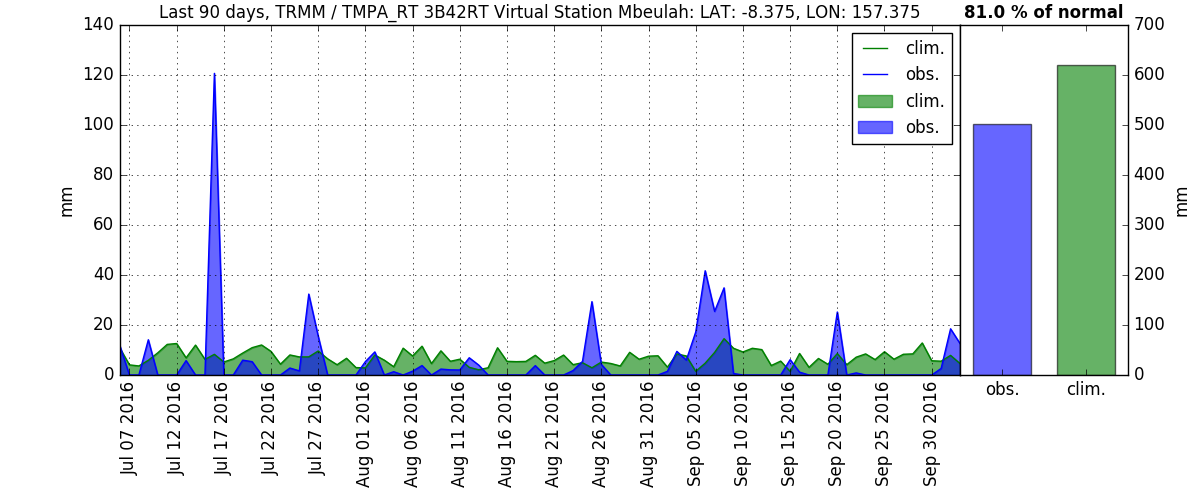 Last 90 days, TRMM / TMPA_RT 3B42RT Virtual Station Mbeulah: LAT: -8.375, LON: 157.375
81.0 % of normal
140
120
100
80
60
40
20
0
mm
clim.
obs.
clim.
obs.
700
600
500
400
300
200
100
0
mm
obs.
clim.
Jul 07 2016
Jul 12 2016
Jul 17 2016
Jul 22 2016
Jul 27 2016
Aug 01 2016
Aug 06 2016
Aug 11 2016
Aug 16 2016
Aug 21 2016
Aug 26 2016
Aug 31 2016
Sep 05 2016
Sep 10 2016
Sep 15 2016
Sep 20 2016
Sep 25 2016
Sep 30 2016